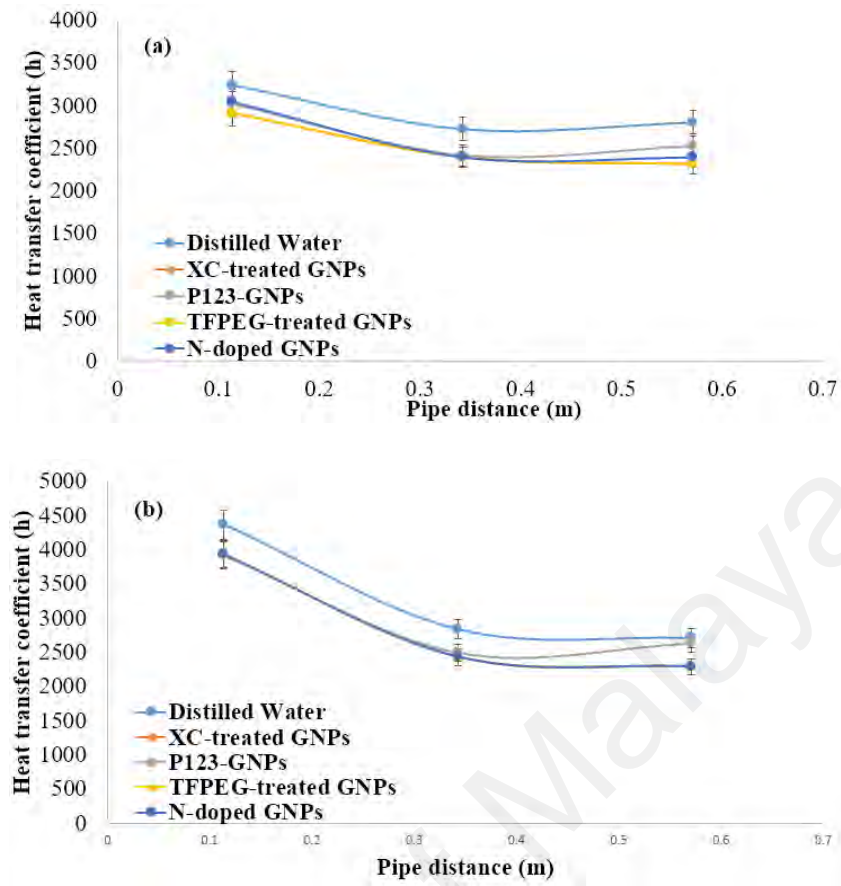 4000
3500
3000
2500
2000
1500
1000
500
0
Heat transfer coefficient (h)
(a)
Distilled Water
XC-treated GNPs
P123-GNPs
TFPEG-treated GNPs
N-doped GNPs
0 0.1 0.2 0.3 0.4 0.5 0.6 0.7
Pipe distance (m)
5000
4500
4000
3500
3000
2500
2000
1500
1000
500
0
Heat transfer coefficient (h)
(b)
Distilled Water
XC-treated GNPs
P123-GNPs
TFPEG-treated GNPs
N-doped GNPs
0 0.1 0.2 0.3 0.4 0.5 0.6 0.7
Pipe distance (m)
Malaya